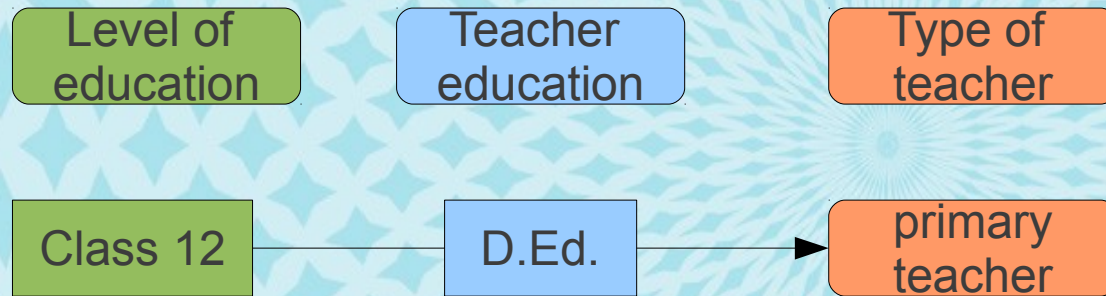 Level of
education
Teacher
education
Type of
teacher
Class 12
D.Ed.
primary
teacher